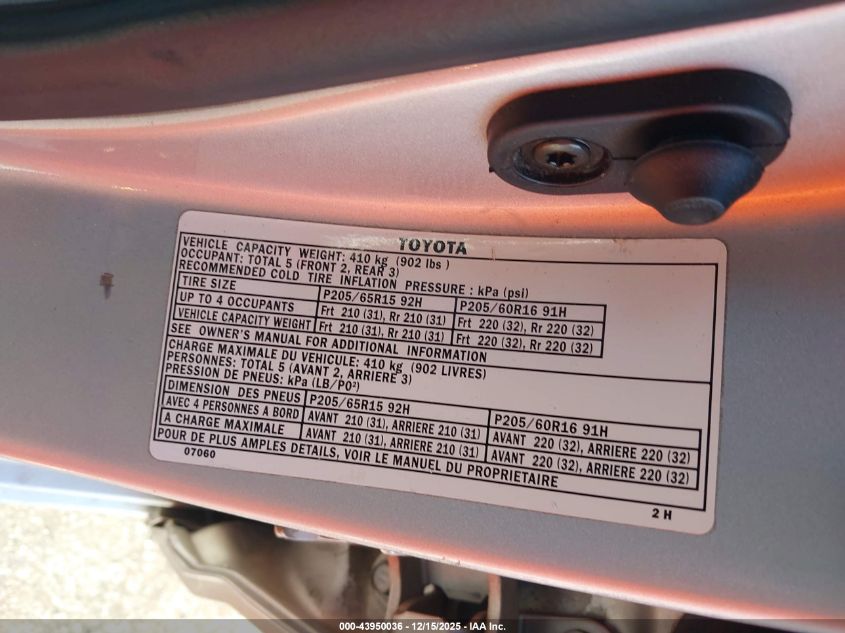 TOYOTA
VEHICLE CAPACITY WEIGHT: 410 kg (902 lbs )
OCCUPANT: TOTAL 5 (FRONT 2, REAR 3)
RECOMMENDED COLD TIRE INFLATION PRESSURE : kPa (psi)
TIRE SIZE P205/65R15 92H P205/60R16 91H
UP TO 4 OCCUPANTS Frt 210 (31), Rr 210 (31) Frt 220 (32), Rr 220 (32)
VEHICLE CAPACITY WEIGHT Frt 210 (31), Rr 210 (31) Frt 220 (32), Rr 220 (32)
SEE OWNER'S MANUAL FOR ADDITIONAL INFORMATION
CHARGE MAXIMALE DU VEHICULE: 410 kg (902 LIVRES)
PERSONNES: TOTAL 5 (AVANT 2, ARRIERE 3)
PRESSION DE PNEUS: kPa (LB/PO²)
DIMENSION DES PNEUS P205/65R15 92H P205/60R16 91H
AVEC 4 PERSONNES A BORD AVANT 210 (31), ARRIERE 210 (31) AVANT 220 (32), ARRIERE 220 (32)
A CHARGE MAXIMALE AVANT 210 (31), ARRIERE 210 (31) AVANT 220 (32), ARRIERE 220 (32)
POUR DE PLUS AMPLES DETAILS, VOIR LE MANUEL DU PROPRIETAIRE
07060
2 H
000-43950036 - 12/15/2025 - IAA Inc.